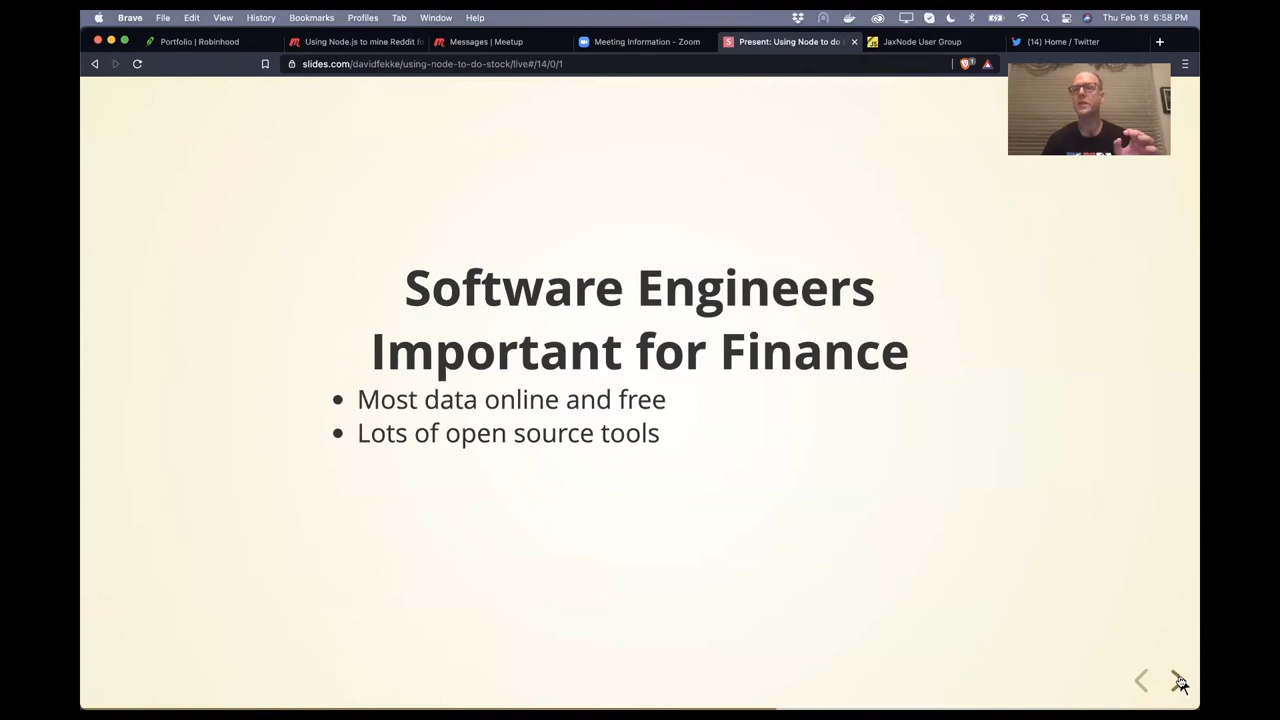 Brave File Edit View History Bookmarks Profiles Tab Window Help Thu Feb 18 6:58 PM
Portfolio | Robinhood Using Node.js to mine Reddit fo Messages | Meetup Meeting Information - Zoom Present: Using Node to do JaxNode User Group (14) Home / Twitter
slides.com/davidfekke/using-node-to-do-stock/live#/14/0/1
Software Engineers
Important for Finance
Most data online and free
Lots of open source tools